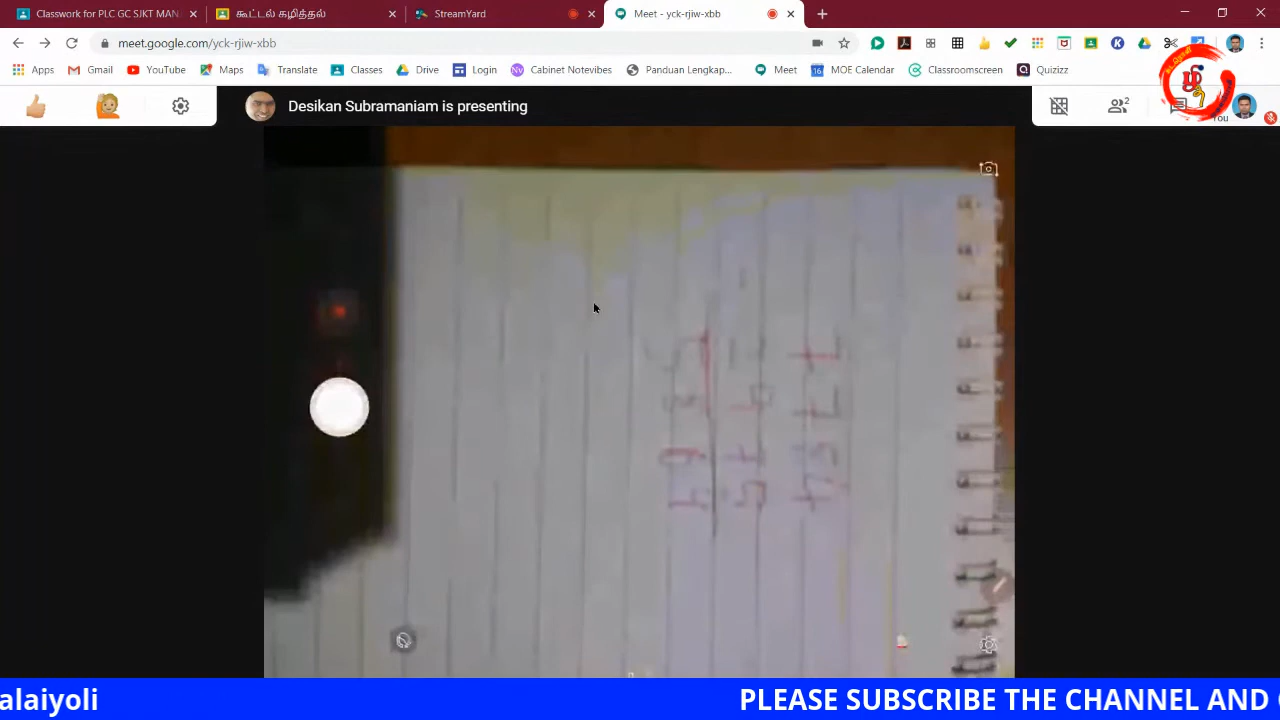 Classwork for PLC GC SJKT MAN
கூட்டல் கழித்தல்
StreamYard
Meet - yck-rjiw-xbb
meet.google.com/yck-rjiw-xbb
Apps
Gmail
YouTube
Maps
Translate
Classes
Drive
Login
Cabinet Notevibes
Panduan Lengkap...
Meet
MOE Calendar
Classroomscreen
Quizizz
Desikan Subramaniam is presenting
2
You
alaiyoli
PLEASE SUBSCRIBE THE CHANNEL AND